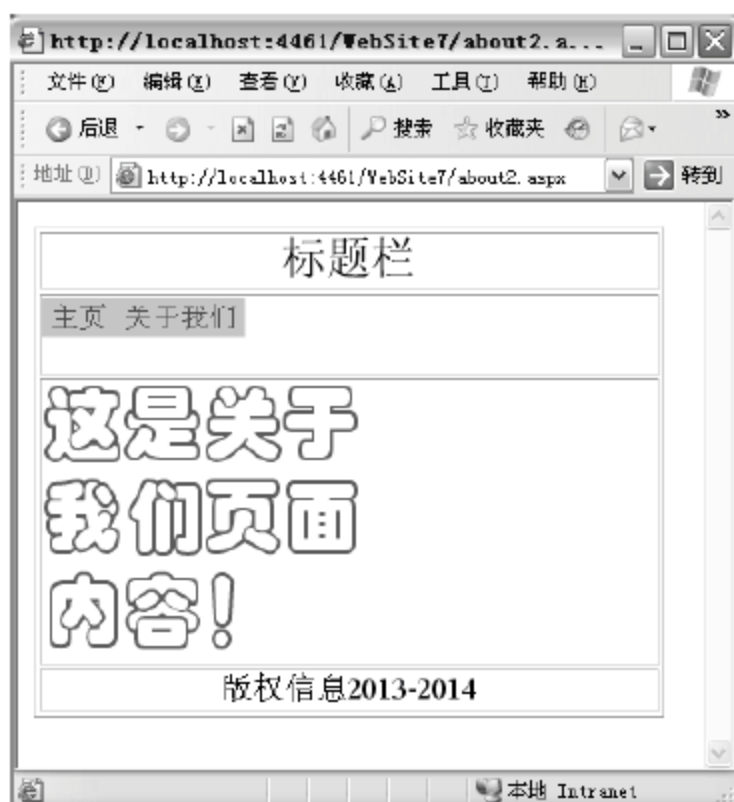 http://localhost:4461/WebSite7/about2.a...
文件(F) 编辑(E) 查看(V) 收藏(A) 工具(T) 帮助(H)
后退 搜索 收藏夹 »
地址(D) http://localhost:4461/WebSite7/about2.aspx 转到
标题栏
主页 关于我们
这是关于
我们页面
内容！
版权信息2013-2014
本地 Intranet